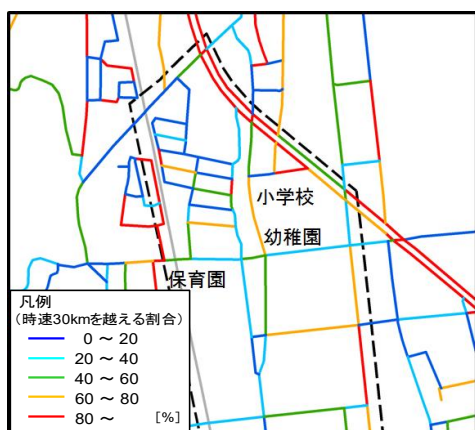 小学校
幼稚園
保育園
凡例
(時速30kmを越える割合)
0 ～ 20
20 ～ 40
40 ～ 60
60 ～ 80
80 ～ [%]